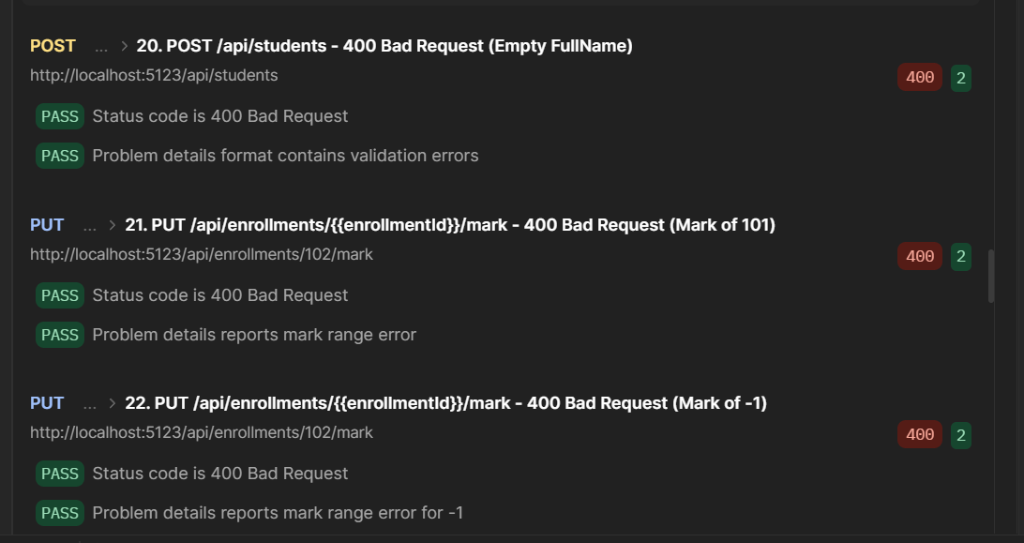 POST ... > 20. POST /api/students - 400 Bad Request (Empty FullName)
http://localhost:5123/api/students 400 2
PASS Status code is 400 Bad Request
PASS Problem details format contains validation errors
PUT ... > 21. PUT /api/enrollments/{{enrollmentId}}/mark - 400 Bad Request (Mark of 101)
http://localhost:5123/api/enrollments/102/mark 400 2
PASS Status code is 400 Bad Request
PASS Problem details reports mark range error
PUT ... > 22. PUT /api/enrollments/{{enrollmentId}}/mark - 400 Bad Request (Mark of -1)
http://localhost:5123/api/enrollments/102/mark 400 2
PASS Status code is 400 Bad Request
PASS Problem details reports mark range error for -1